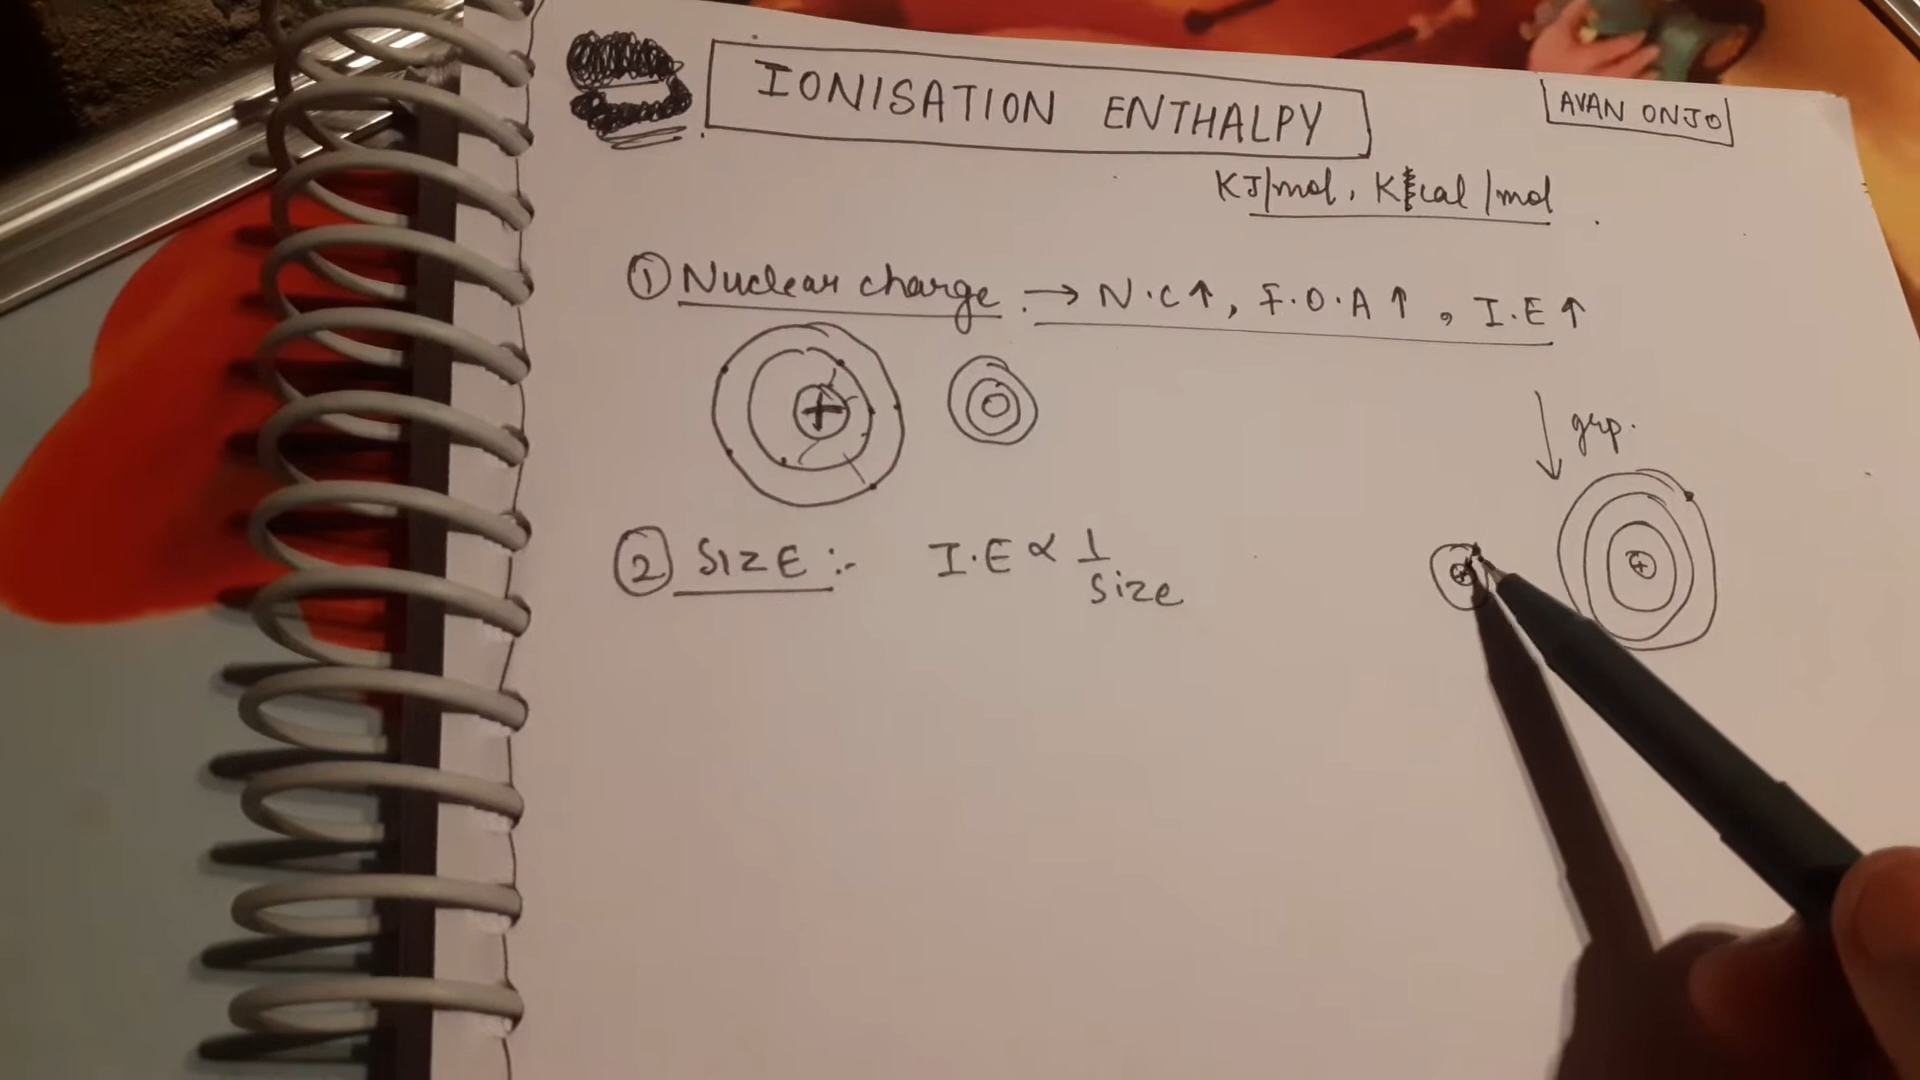 IONISATION ENTHALPY
AVAN ONJO
KJ/mol, Kcal/mol
① Nuclear charge. → N.C↑, F.O.A↑, I.E↑
+
grp.
② SIZE :- I.E ∝ 1/size
+ +